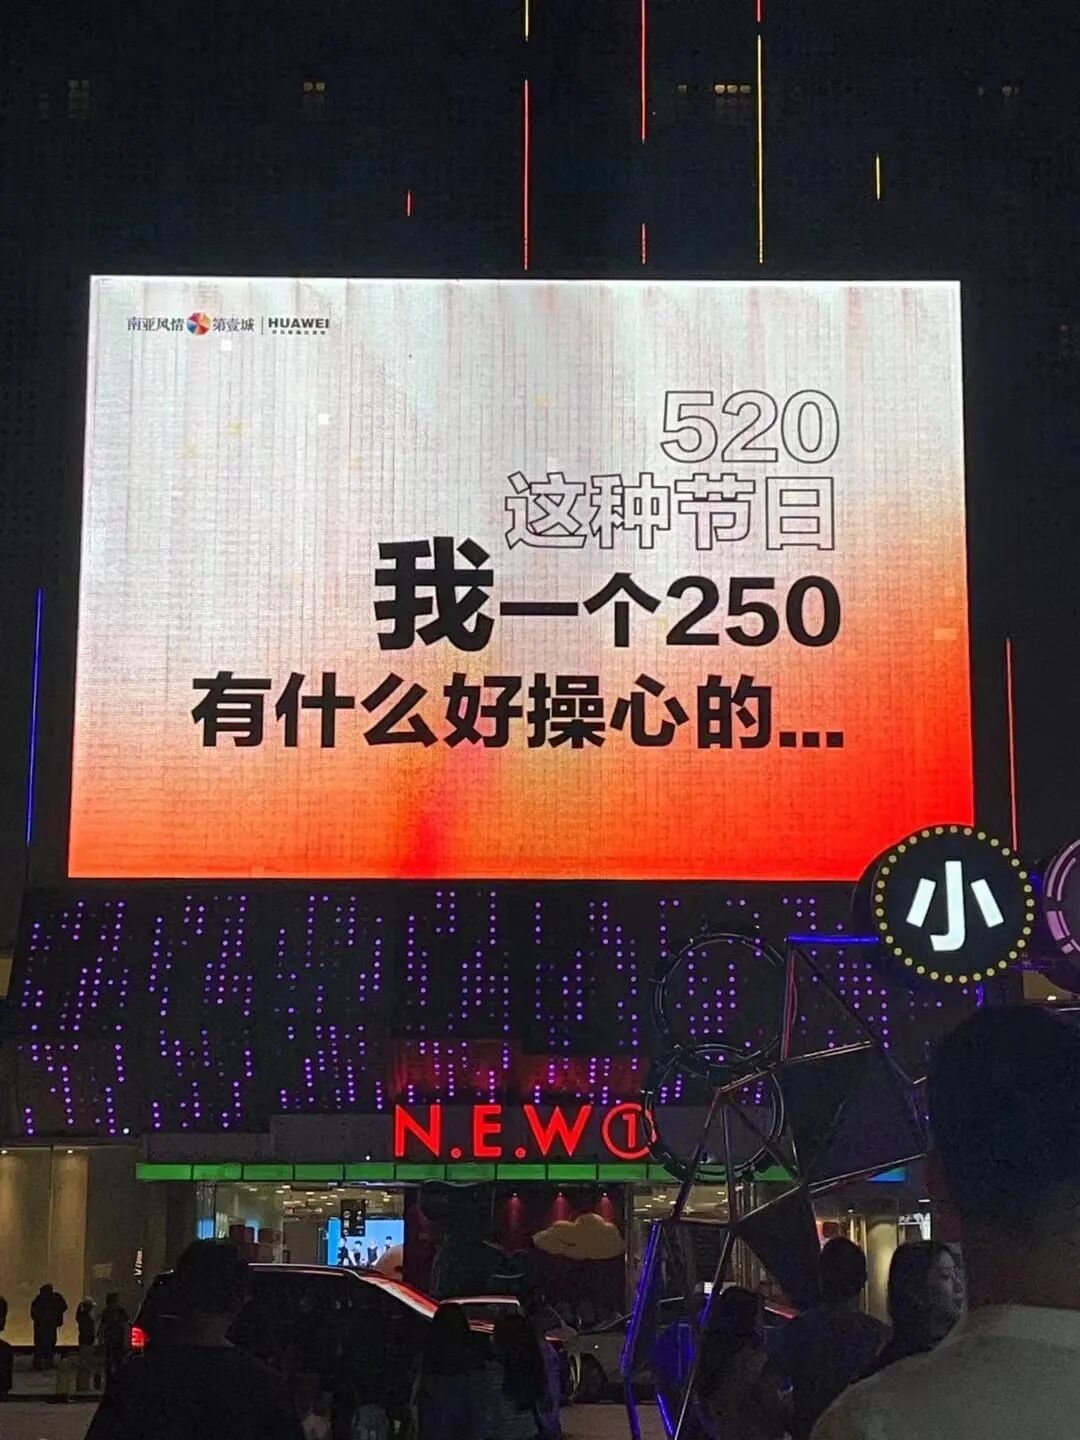 南亚风情 第壹城 | HUAWEI
520
这种节日
我一个250
有什么好操心的...
小
N.E.W①